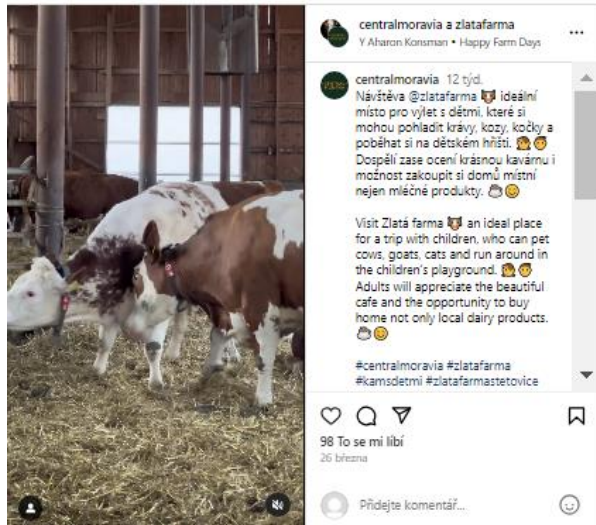 centralmoravia a zlatafarma
Y Aharon Konsman • Happy Farm Days
centralmoravia 12 týd.
Návštěva @zlatafarma 🐮 ideální
místo pro výlet s dětmi, které si
mohou pohladit krávy, kozy, kočky a
poběhat si na dětském hřišti. 👩👨
Dospělí zase ocení krásnou kavárnu i
možnost zakoupit si domů místní
nejen mléčné produkty. ☕😊
Visit Zlatá farma 🐮 an ideal place
for a trip with children, who can pet
cows, goats, cats and run around in
the children's playground. 👩👨
Adults will appreciate the beautiful
cafe and the opportunity to buy
home not only local dairy products.
☕😊
#centralmoravia #zlatafarma
#kamsdetmi #zlatafarmastetovice
98 To se mi líbí
26 března
Přidejte komentář...